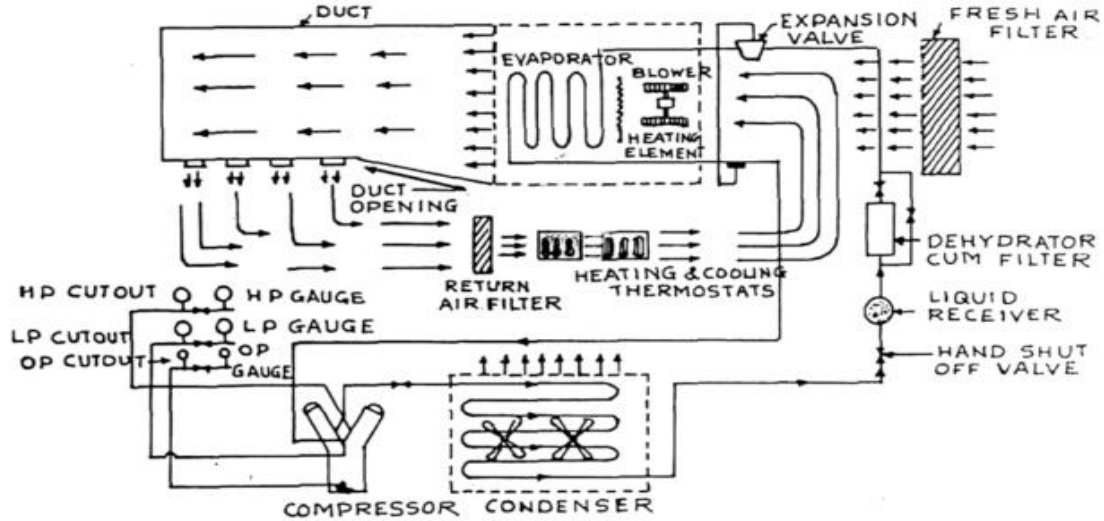 DUCT
EXPANSION
VALVE
FRESH AIR
FILTER
EVAPORATOR
BLOWER
HEATING
ELEMENT
DUCT
OPENING
RETURN
AIR FILTER
HEATING & COOLING
THERMOSTATS
DEHYDRATOR
CUM FILTER
LIQUID
RECEIVER
HAND SHUT
OFF VALVE
HP CUTOUT
HP GAUGE
LP CUTOUT
LP GAUGE
OP CUTOUT
OP
GAUGE
COMPRESSOR
CONDENSER